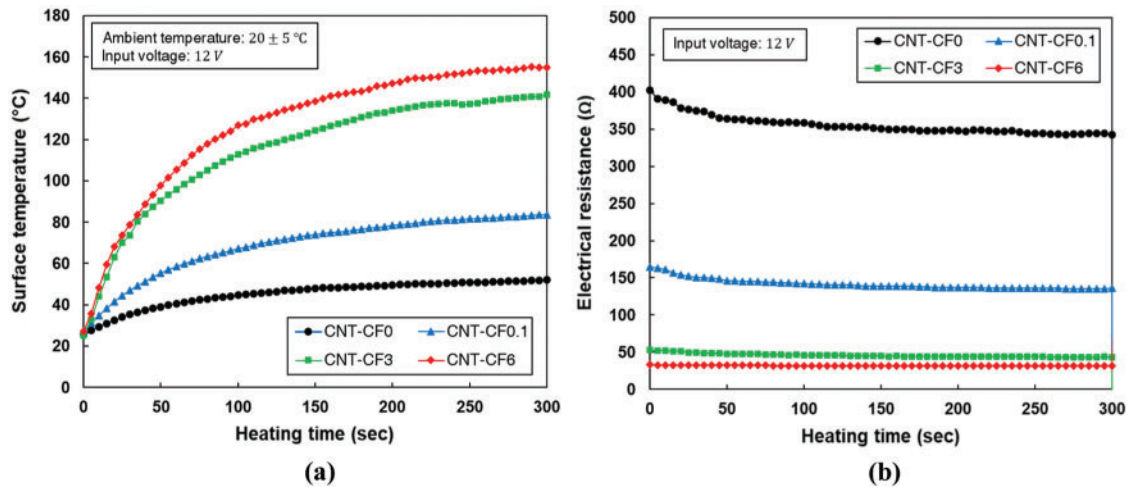 Surface temperature (°C)
180
160
140
120
100
80
60
40
20
0
Ambient temperature: 20 ± 5 ℃
Input voltage: 12 V
CNT-CF0 CNT-CF0.1
CNT-CF3 CNT-CF6
0 50 100 150 200 250 300
Heating time (sec)
(a)
Electrical resistance (Ω)
500
450
400
350
300
250
200
150
100
50
0
Input voltage: 12 V
CNT-CF0 CNT-CF0.1
CNT-CF3 CNT-CF6
0 50 100 150 200 250 300
Heating time (sec)
(b)